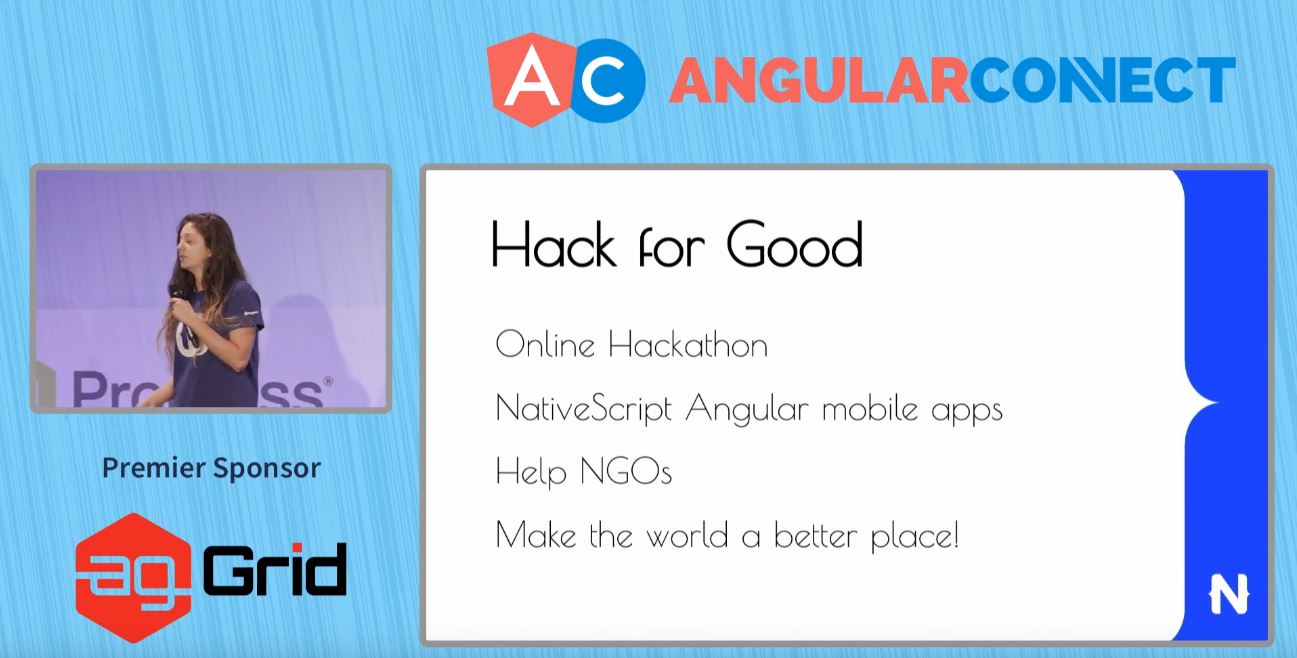 AC ANGULARCONNECT
Hack for Good
Online Hackathon
NativeScript Angular mobile apps
Help NGOs
Make the world a better place!
N
Progress®
Premier Sponsor
ag Grid